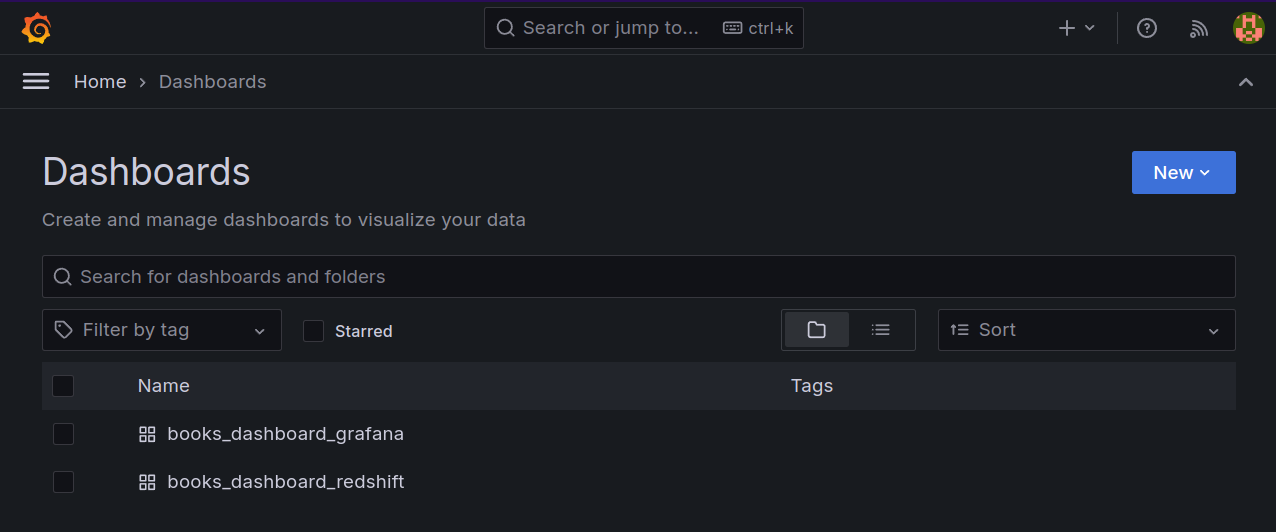 Search or jump to... ctrl+k
Home > Dashboards
Dashboards
New
Create and manage dashboards to visualize your data
Search for dashboards and folders
Filter by tag Starred Sort
Name Tags
books_dashboard_grafana
books_dashboard_redshift